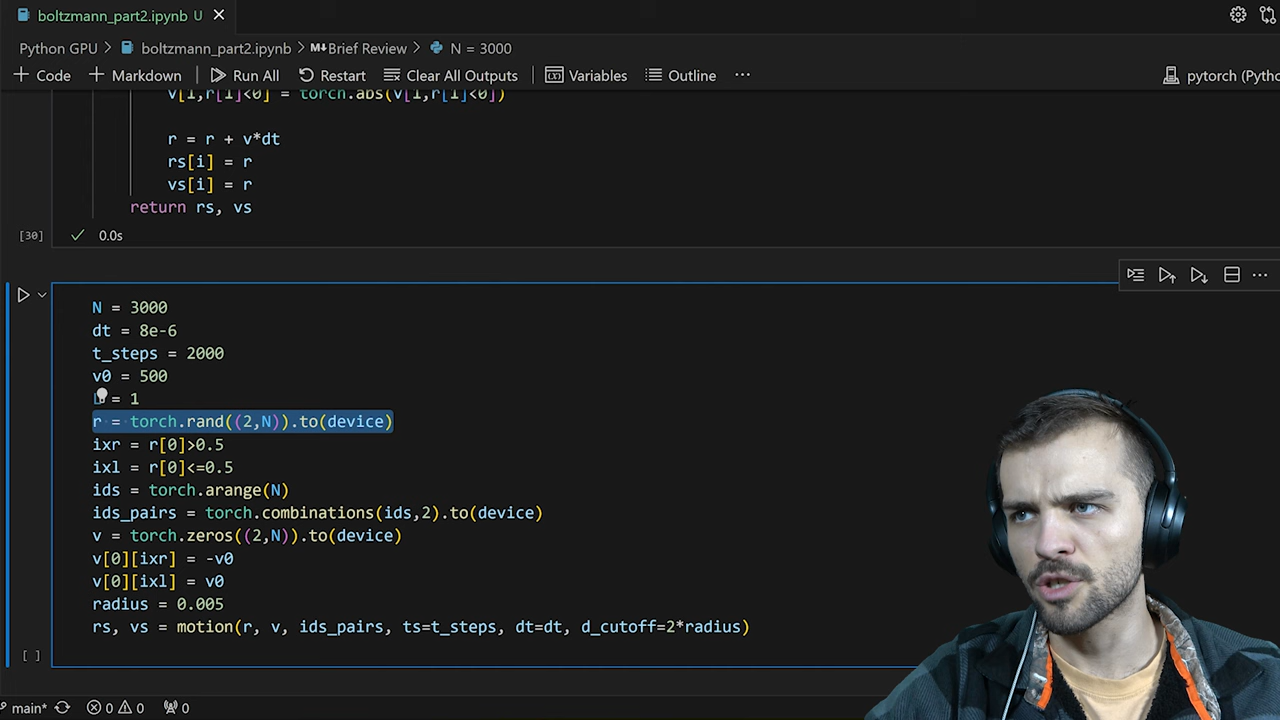 boltzmann_part2.ipynb U
Python GPU > boltzmann_part2.ipynb > Brief Review > N = 3000
+ Code + Markdown Run All Restart Clear All Outputs Variables Outline ... pytorch (Pytho
v[1,r[1]<0] = torch.abs(v[1,r[1]<0])
r = r + v*dt
rs[i] = r
vs[i] = r
return rs, vs
[30] 0.0s
N = 3000
dt = 8e-6
t_steps = 2000
v0 = 500
= 1
r = torch.rand((2,N)).to(device)
ixr = r[0]>0.5
ixl = r[0]<=0.5
ids = torch.arange(N)
ids_pairs = torch.combinations(ids,2).to(device)
v = torch.zeros((2,N)).to(device)
v[0][ixr] = -v0
v[0][ixl] = v0
radius = 0.005
rs, vs = motion(r, v, ids_pairs, ts=t_steps, dt=dt, d_cutoff=2*radius)
[ ]
main* 0 0 0